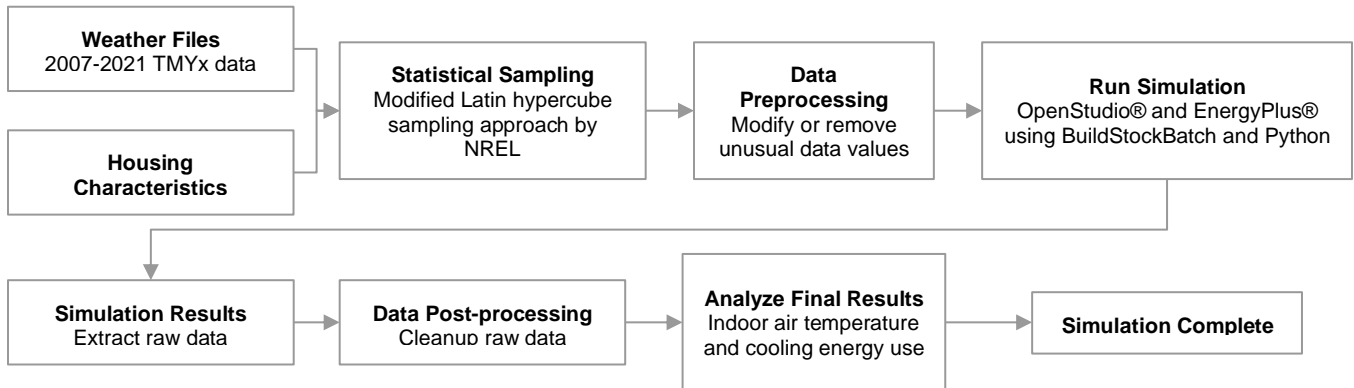 Weather Files
2007-2021 TMYx data
Housing
Characteristics
Statistical Sampling
Modified Latin hypercube
sampling approach by
NREL
Data
Preprocessing
Modify or remove
unusual data values
Run Simulation
OpenStudio® and EnergyPlus®
using BuildStockBatch and Python
Simulation Results
Extract raw data
Data Post-processing
Cleanup raw data
Analyze Final Results
Indoor air temperature
and cooling energy use
Simulation Complete